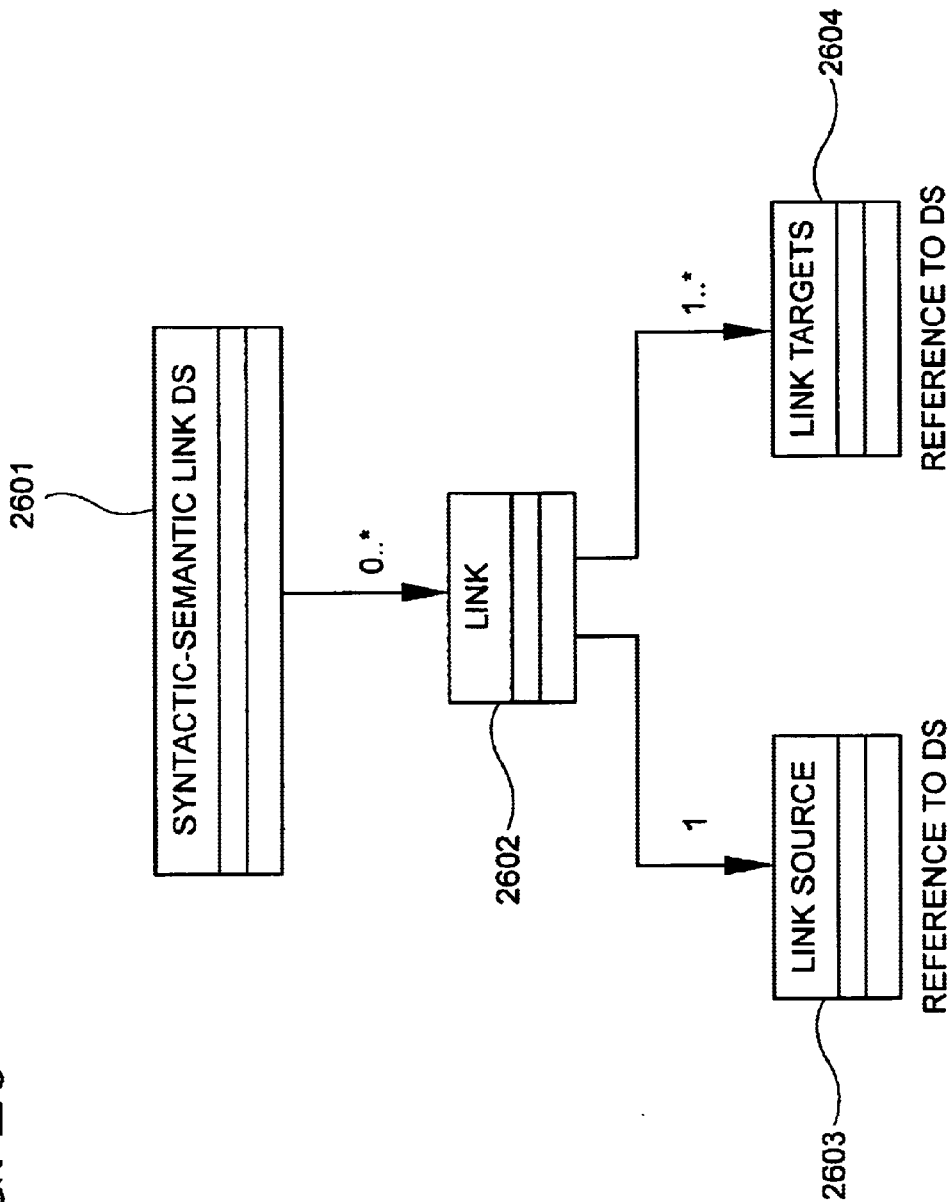 2601
SYNTACTIC-SEMANTIC LINK DS
0..*
LINK
2602
1
1..*
LINK SOURCE
LINK TARGETS
2603
2604
REFERENCE TO DS
REFERENCE TO DS